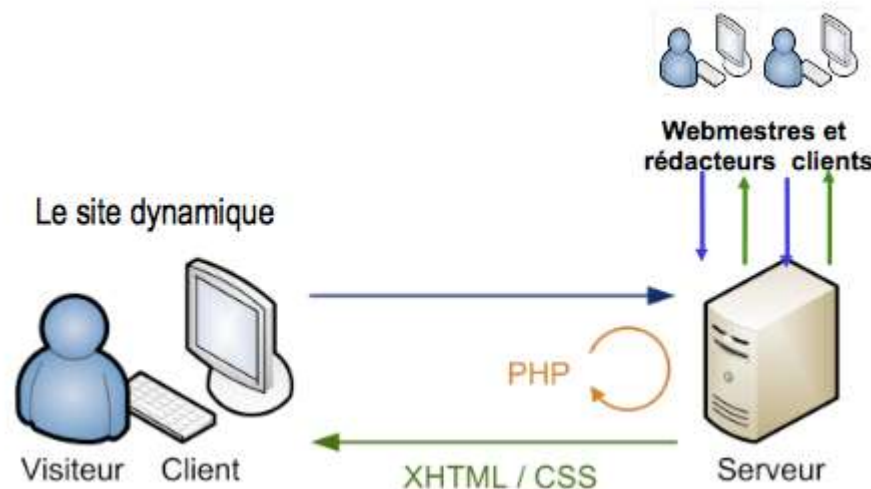 Webmestres et
rédacteurs clients
Le site dynamique
PHP
XHTML / CSS
Visiteur Client
Serveur